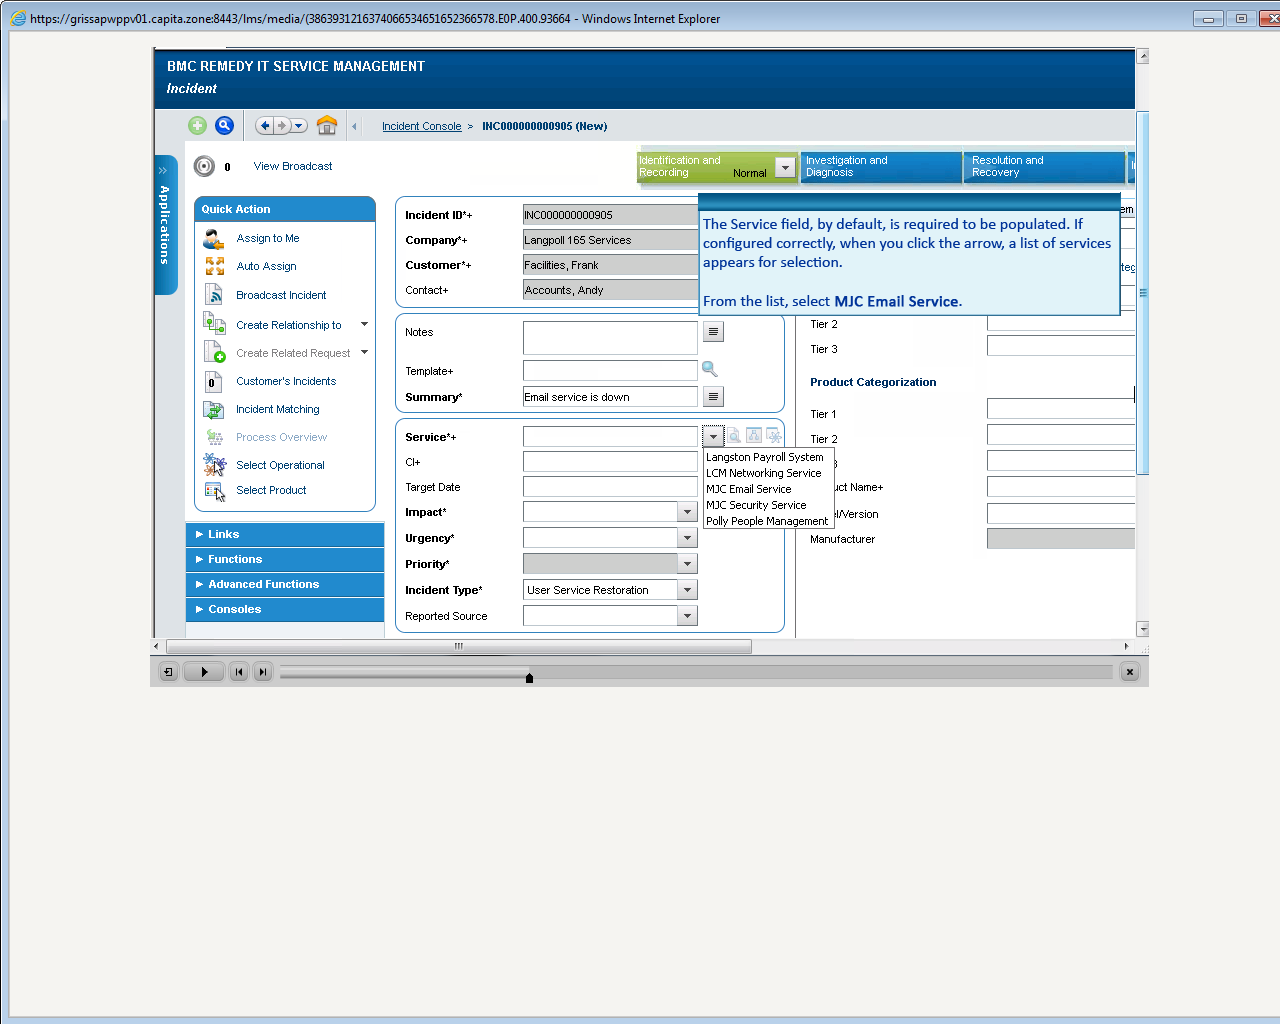 https://grissapwppv01.capita.zone:8443/lms/media/(3863931216374066534651652366578.E0P.400.93664 - Windows Internet Explorer
BMC REMEDY IT SERVICE MANAGEMENT
Incident
Incident Console > INC000000000905 (New)
Applications
0 View Broadcast
Identification and Recording Normal
Investigation and Diagnosis
Resolution and Recovery
Quick Action
Assign to Me
Auto Assign
Broadcast Incident
Create Relationship to
Create Related Request
0 Customer's Incidents
Incident Matching
Process Overview
Select Operational
Select Product
Links
Functions
Advanced Functions
Consoles
Incident ID*+ INC000000000905
Company*+ Langpoll 165 Services
Customer*+ Facilities, Frank
Contact+ Accounts, Andy
The Service field, by default, is required to be populated. If
configured correctly, when you click the arrow, a list of services
appears for selection.
From the list, select MJC Email Service.
Notes
Template+
Summary* Email service is down
Service*+
CI+
Target Date
Impact*
Urgency*
Priority*
Incident Type* User Service Restoration
Reported Source
Langston Payroll System
LCM Networking Service
MJC Email Service
MJC Security Service
Polly People Management
Tier 2
Tier 3
Product Categorization
Tier 1
Tier 2
3
uct Name+
el/Version
Manufacturer